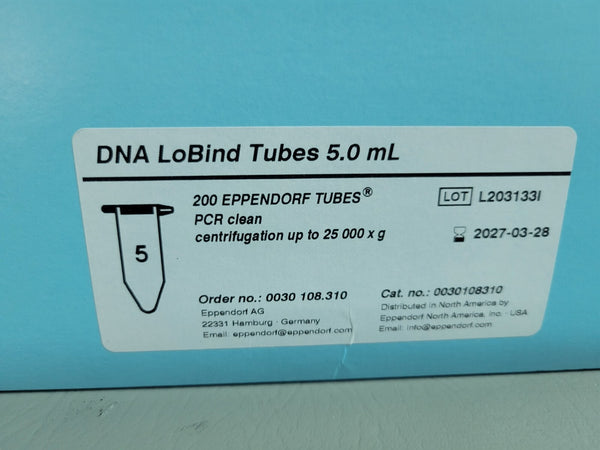 DNA LoBind Tubes 5.0 mL
200 EPPENDORF TUBES®
PCR clean
centrifugation up to 25 000 x g
LOT L203133I
2027-03-28
5
Order no.: 0030 108.310
Eppendorf AG
22331 Hamburg · Germany
Email: eppendorf@eppendorf.com
Cat. no.: 0030108310
Distributed in North America by
Eppendorf North America, Inc. · USA
Email: info@eppendorf.com